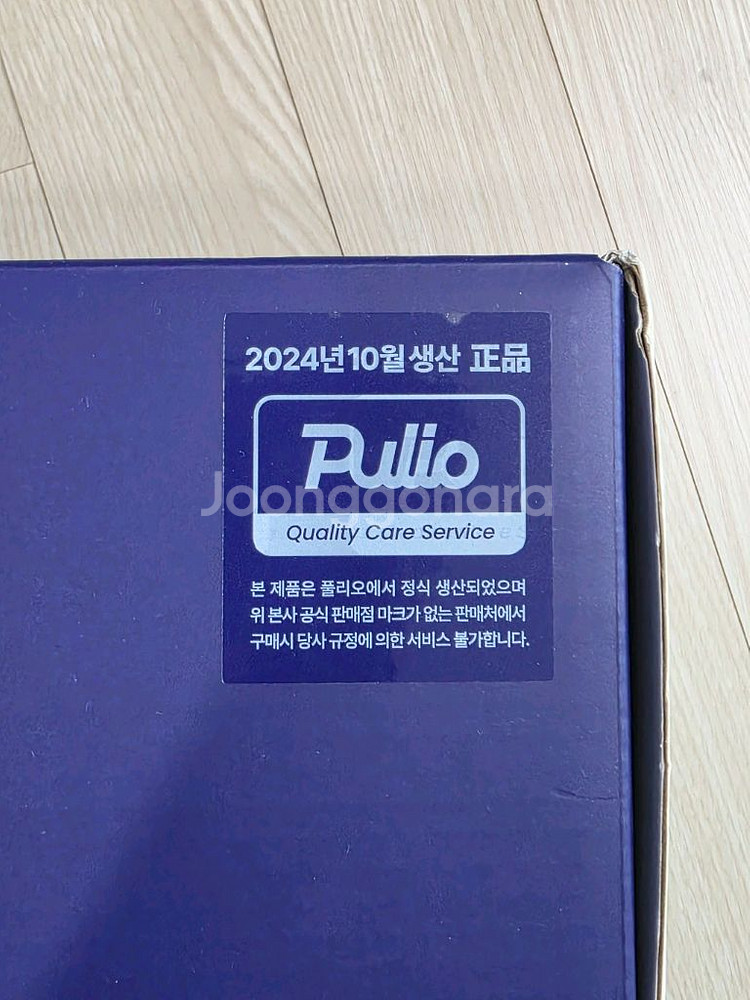 2024년 10월 생산 正品
Pulio
Joonggonara
Quality Care Service
본 제품은 풀리오에서 정식 생산되었으며
위 본사 공식 판매점 마크가 없는 판매처에서
구매시 당사 규정에 의한 서비스 불가합니다.